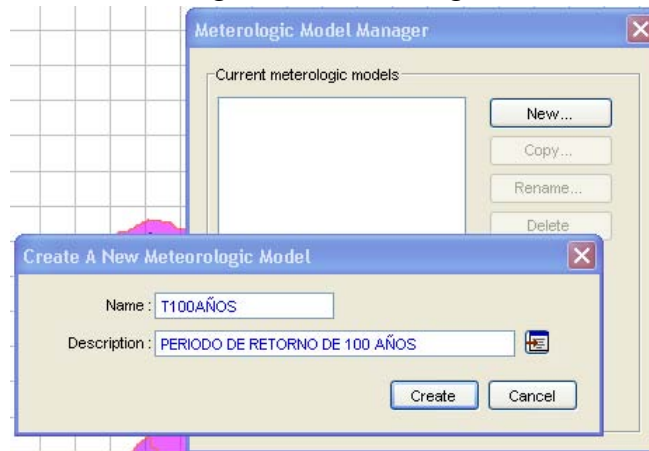 Meterologic Model Manager
Current meterologic models
New...
Copy...
Rename...
Delete
Create A New Meteorologic Model
Name : T100AÑOS
Description : PERIODO DE RETORNO DE 100 AÑOS
Create Cancel